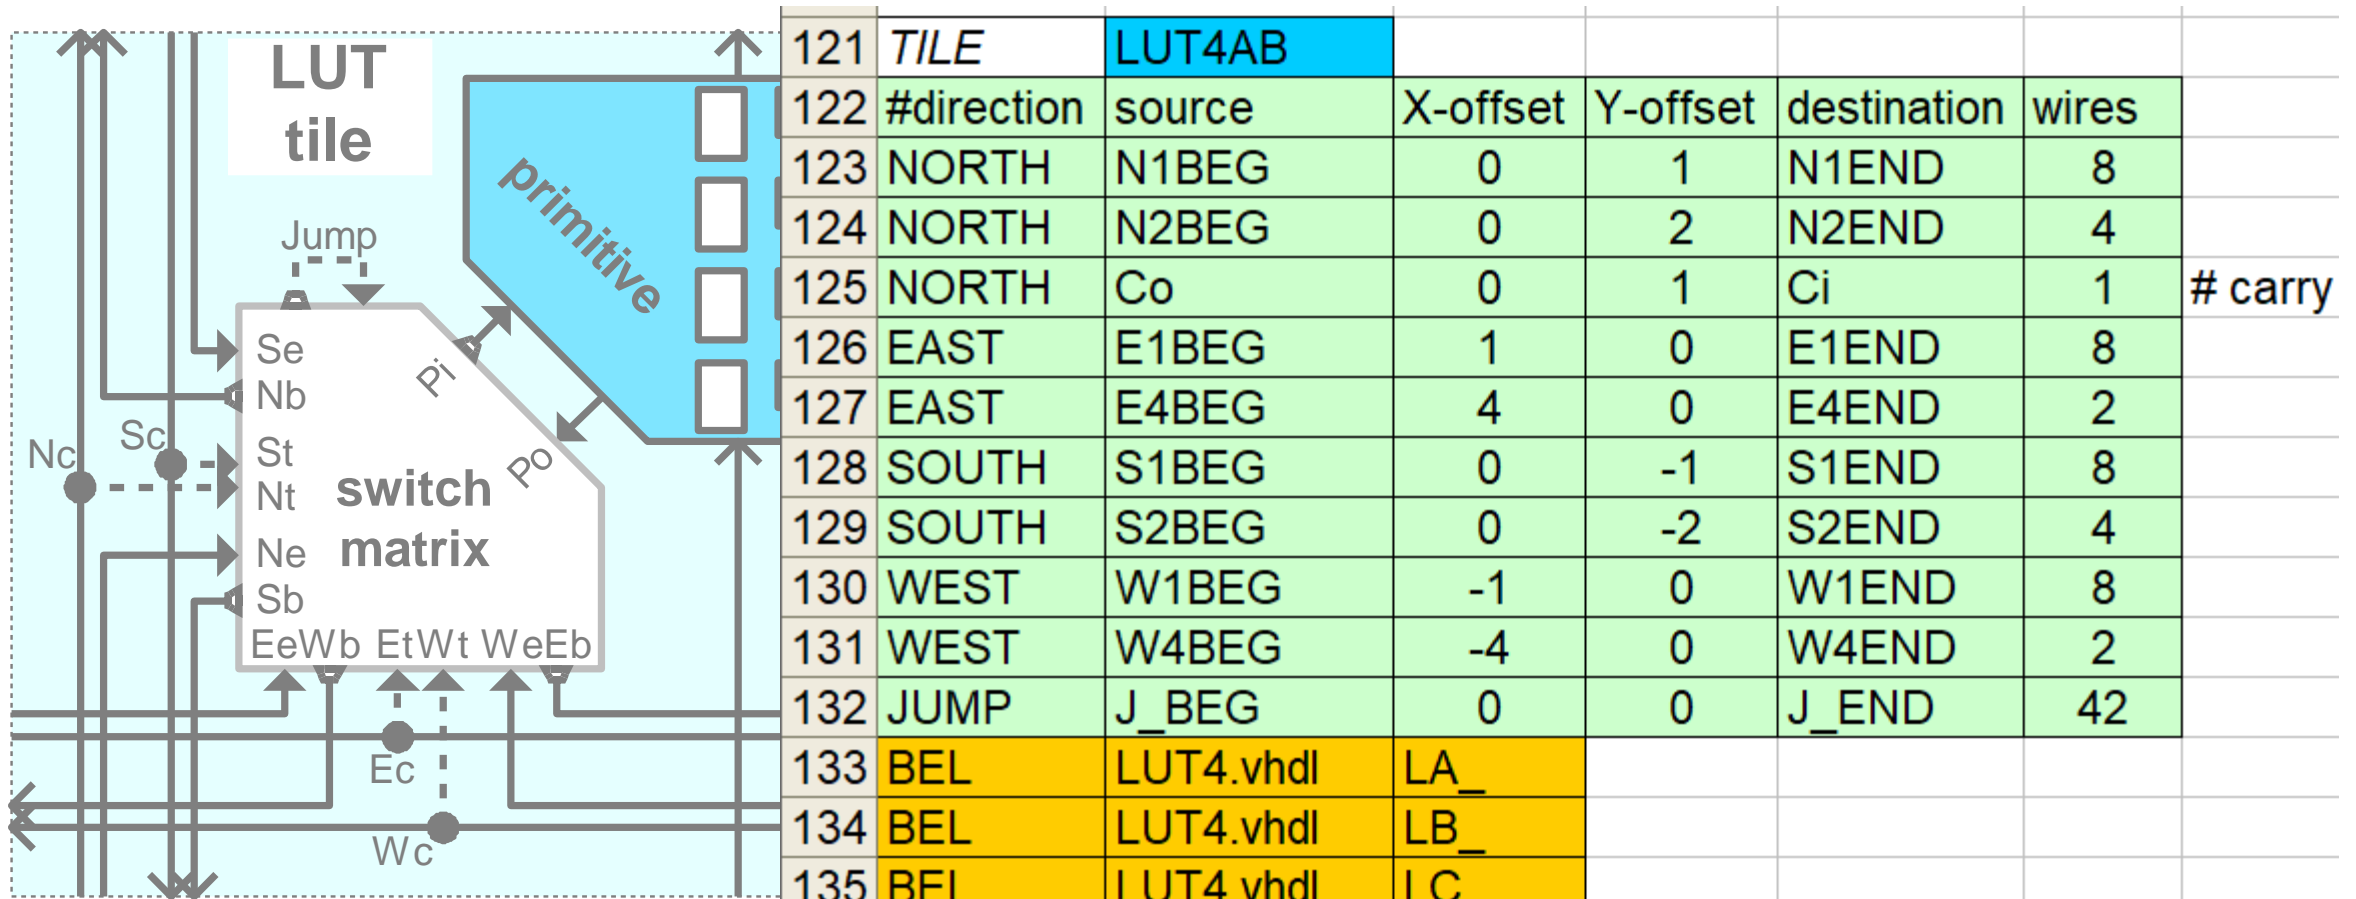 LUT
tile
primitive
Jump
Pi
Po
Se
Nb
Sc
Nc
St
Nt
switch
matrix
Ne
Sb
EeWb EtWt WeEb
Ec
Wc
121 TILE LUT4AB
122 #direction source X-offset Y-offset destination wires
123 NORTH N1BEG 0 1 N1END 8
124 NORTH N2BEG 0 2 N2END 4
125 NORTH Co 0 1 Ci 1 # carry
126 EAST E1BEG 1 0 E1END 8
127 EAST E4BEG 4 0 E4END 2
128 SOUTH S1BEG 0 -1 S1END 8
129 SOUTH S2BEG 0 -2 S2END 4
130 WEST W1BEG -1 0 W1END 8
131 WEST W4BEG -4 0 W4END 2
132 JUMP J_BEG 0 0 J_END 42
133 BEL LUT4.vhdl LA_
134 BEL LUT4.vhdl LB_
135 BEL LUT4.vhdl LC